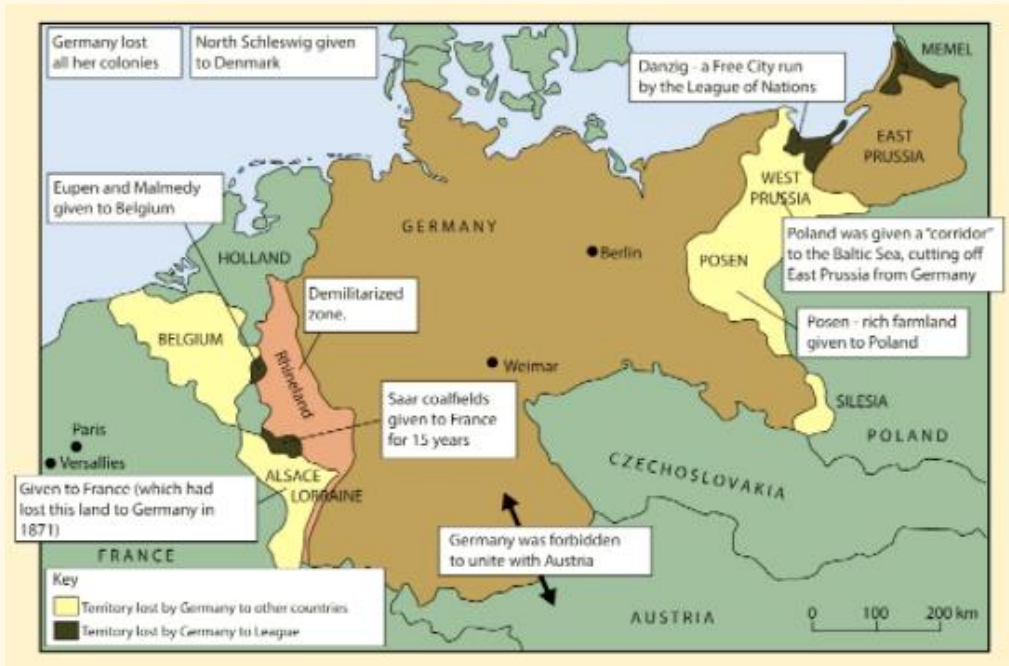 Germany lost
all her colonies
North Schleswig given
to Denmark
MEMEL
Danzig - a Free City run
by the League of Nations
EAST
PRUSSIA
Eupen and Malmedy
given to Belgium
WEST
PRUSSIA
GERMANY
HOLLAND
Berlin
POSEN
Poland was given a "corridor"
to the Baltic Sea, cutting off
East Prussia from Germany
Demilitarized
zone.
BELGIUM
Rhineland
Posen - rich farmland
given to Poland
Weimar
Saar coalfields
given to France
for 15 years
SILESIA
POLAND
Paris
Versallies
CZECHOSLOVAKIA
ALSACE
LORRAINE
Given to France (which had
lost this land to Germany in
1871)
FRANCE
Germany was forbidden
to unite with Austria
Key
Territory lost by Germany to other countries
Territory lost by Germany to League
AUSTRIA
0 100 200 km